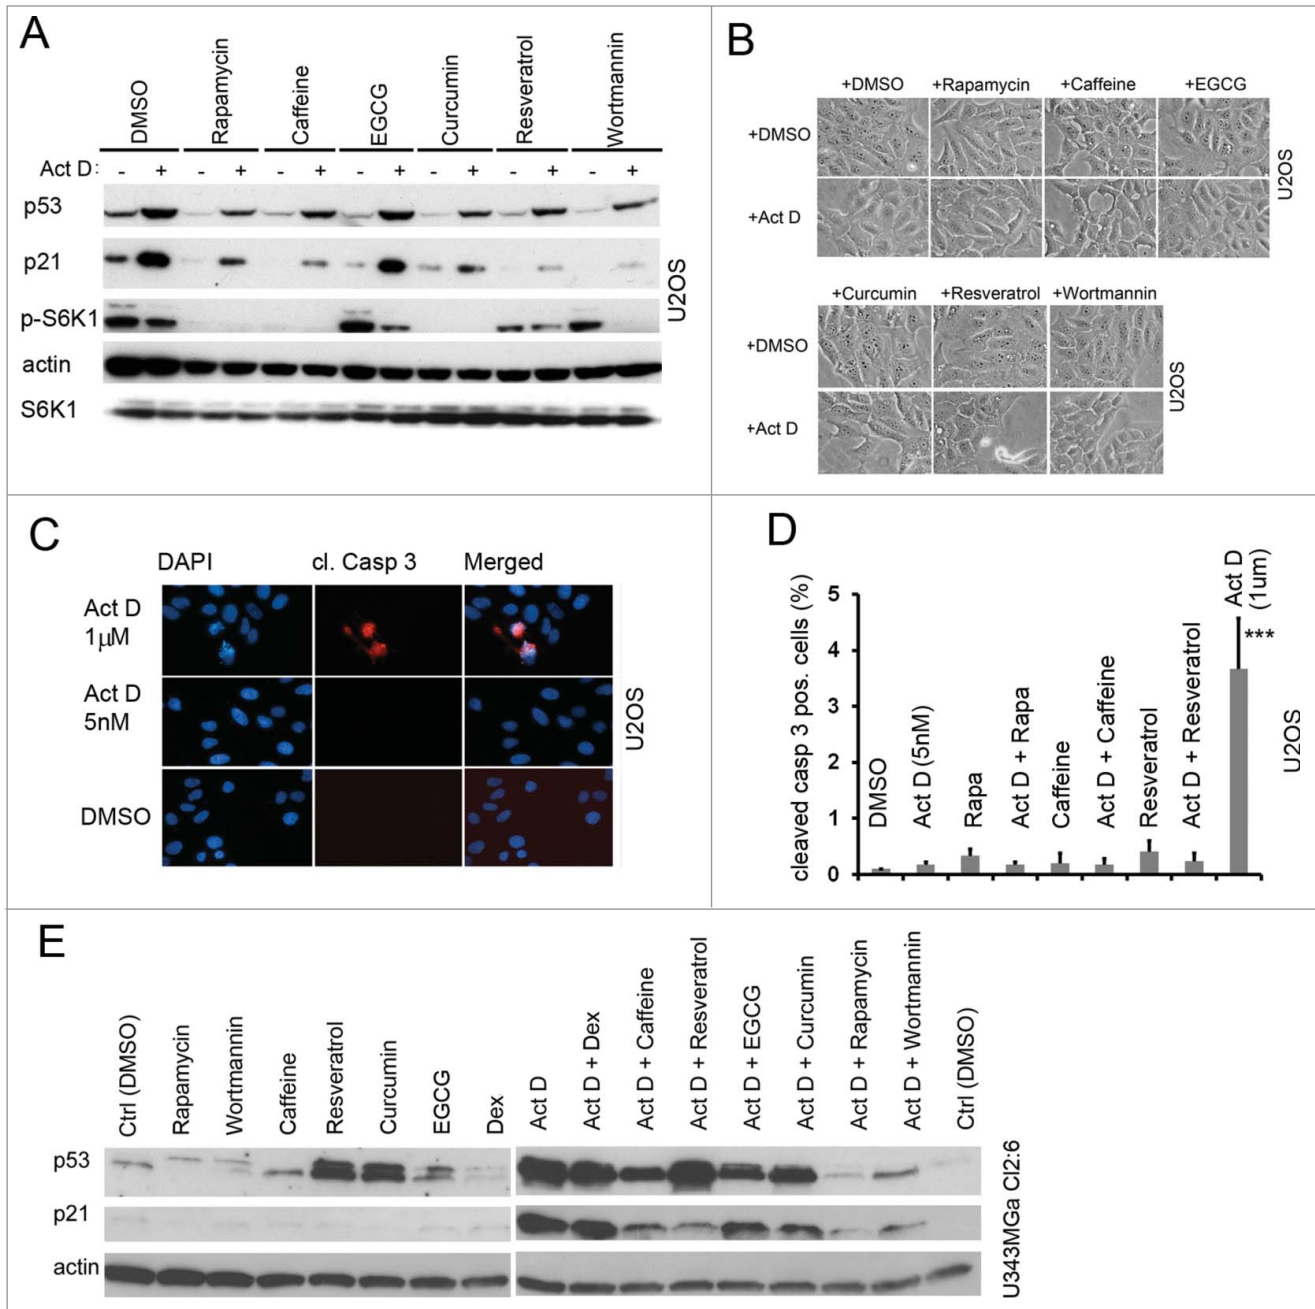 A
DMSO
Rapamycin
Caffeine
EGCG
Curcumin
Resveratrol
Wortmannin
Act D: - + - + - + - + - + - + - +
p53
p21
p-S6K1
actin
S6K1
U2OS
B
+DMSO +Rapamycin +Caffeine +EGCG
+DMSO
+Act D
U2OS
+Curcumin +Resveratrol +Wortmannin
+DMSO
+Act D
U2OS
C
DAPI cl. Casp 3 Merged
Act D
1μM
Act D
5nM
DMSO
U2OS
D
cleaved casp 3 pos. cells (%)
5
4
3
2
1
0
DMSO
Act D (5nM)
Rapa
Act D + Rapa
Caffeine
Act D + Caffeine
Resveratrol
Act D + Resveratrol
Act D
(1um)
***
U2OS
E
Ctrl (DMSO)
Rapamycin
Wortmannin
Caffeine
Resveratrol
Curcumin
EGCG
Dex
Act D
Act D + Dex
Act D + Caffeine
Act D + Resveratrol
Act D + EGCG
Act D + Curcumin
Act D + Rapamycin
Act D + Wortmannin
Ctrl (DMSO)
p53
p21
actin
U343MGa Cl2:6